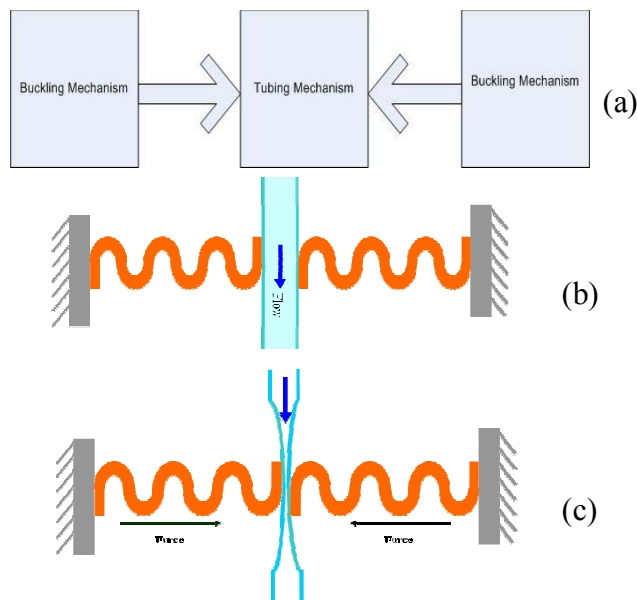 Buckling Mechanism
Tubing Mechanism
Buckling Mechanism
(a)
Flow
(b)
Force
Force
(c)